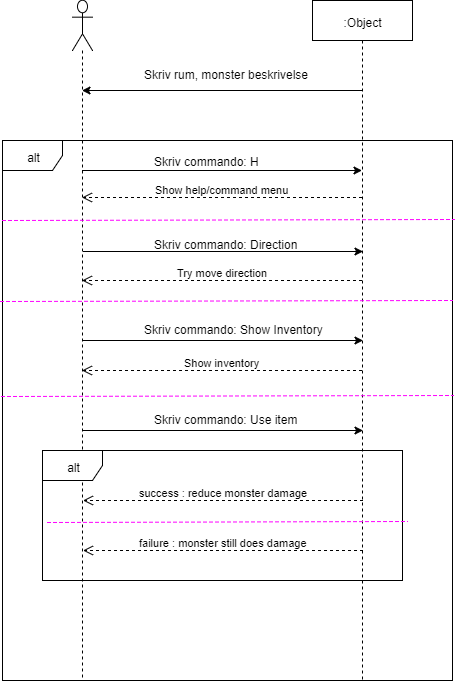 :Object
Skriv rum, monster beskrivelse
alt
Skriv commando: H
Show help/command menu
Skriv commando: Direction
Try move direction
Skriv commando: Show Inventory
Show inventory
Skriv commando: Use item
alt
success : reduce monster damage
failure : monster still does damage